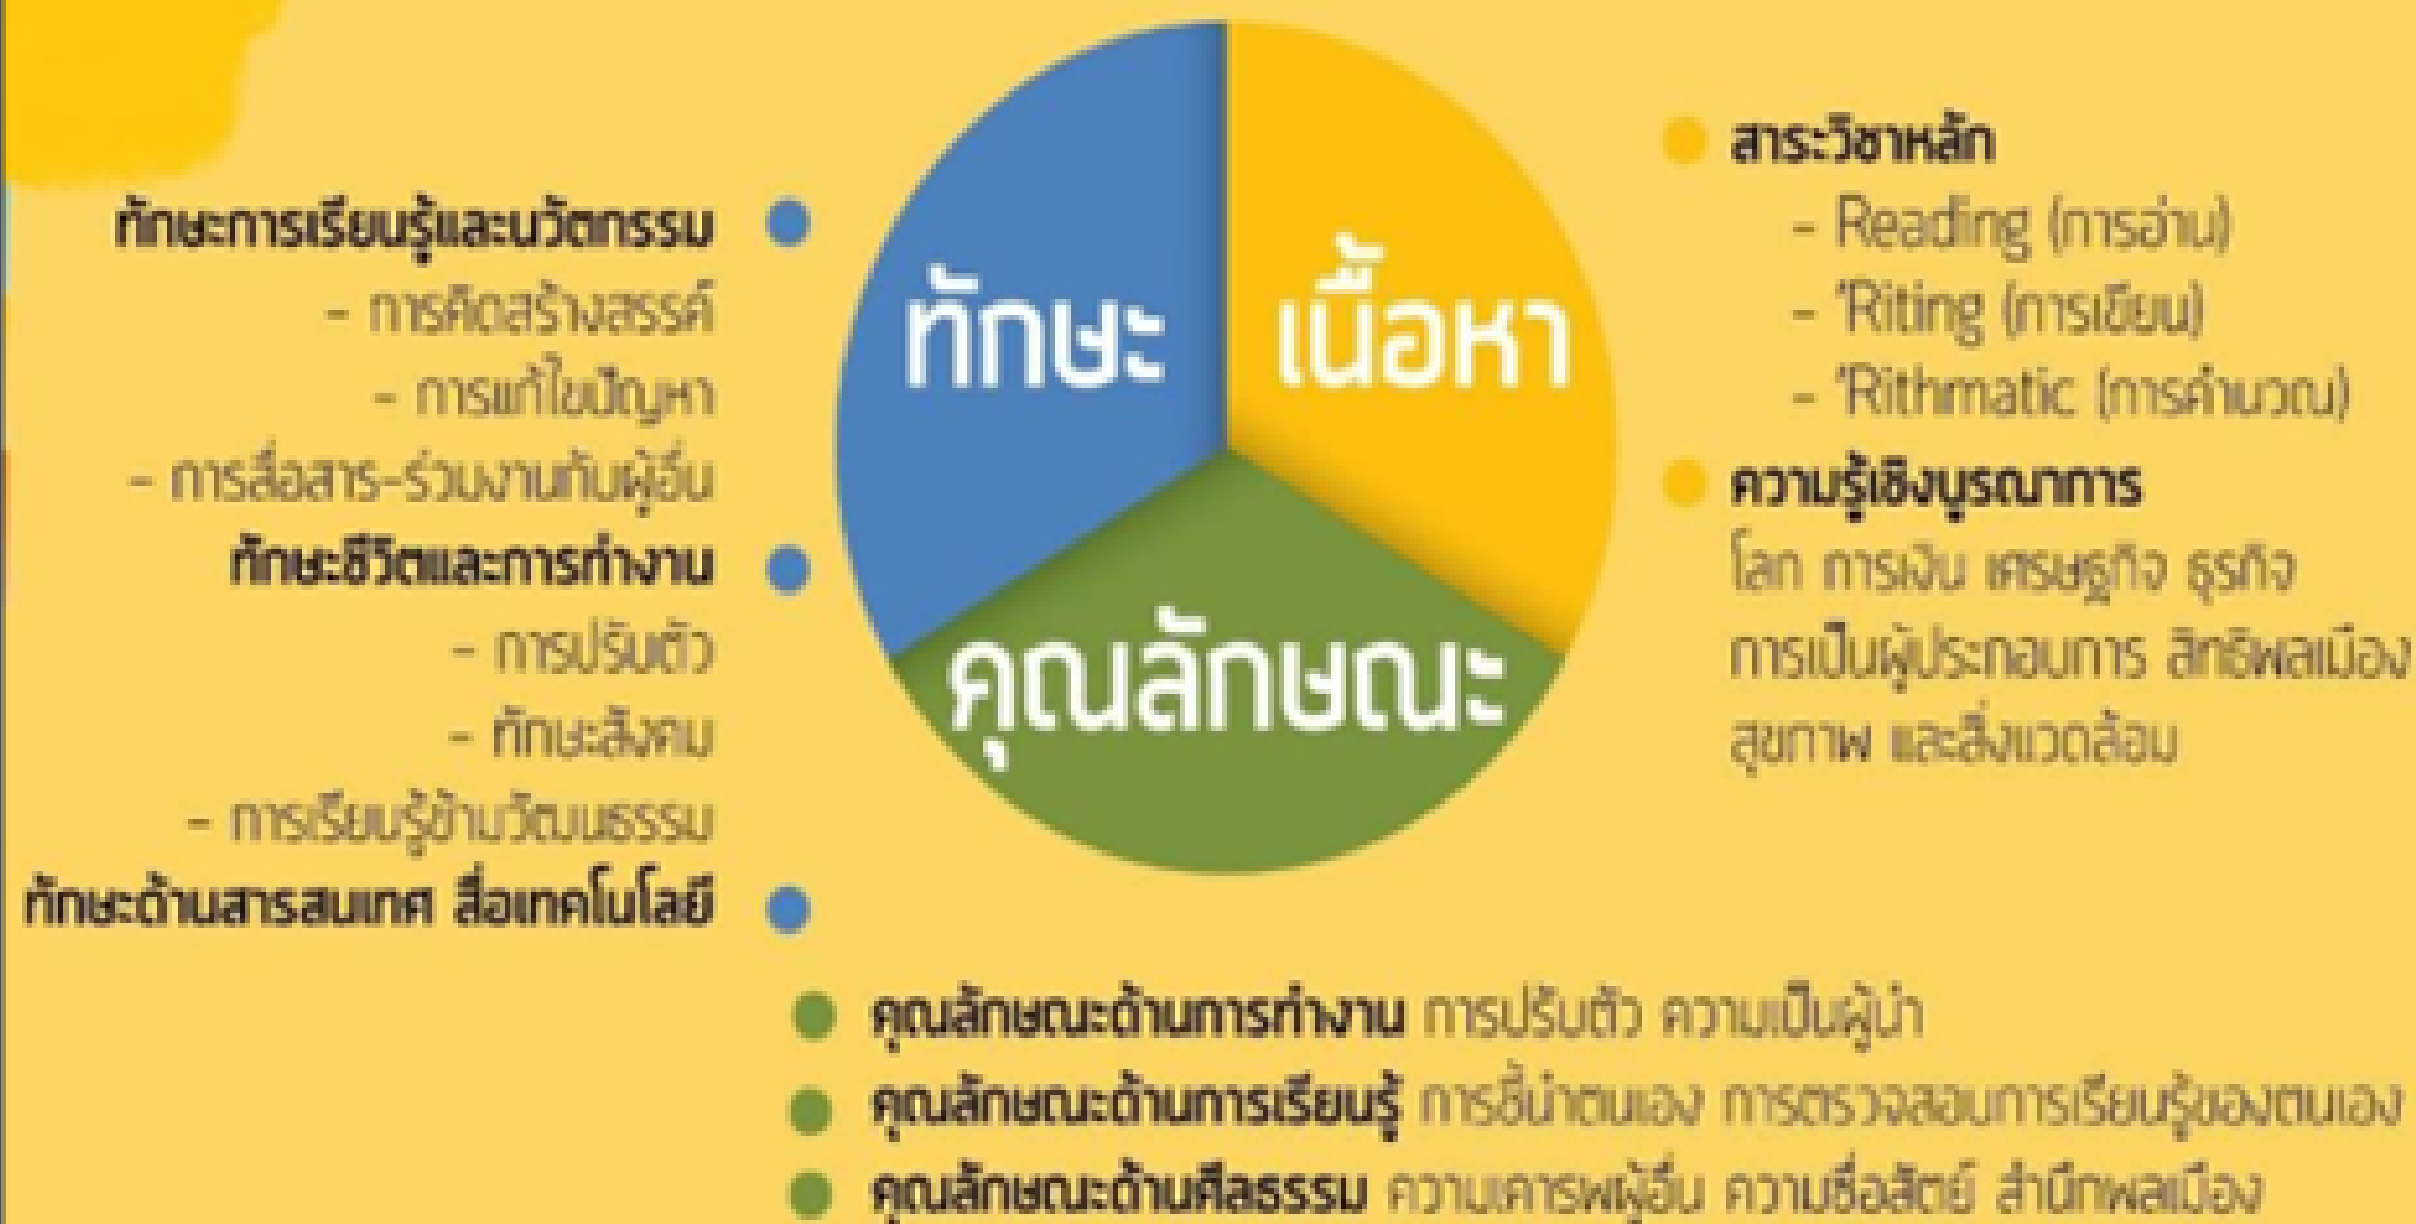 ทักษะการเรียนรู้และนวัตกรรม
- การคิดสร้างสรรค์
- การแก้ไขปัญหา
- การสื่อสาร-ร่วมงานกับผู้อื่น
ทักษะชีวิตและการทำงาน
- การปรับตัว
- ทักษะสังคม
- การเรียนรู้ข้ามวัฒนธรรม
ทักษะด้านสารสนเทศ สื่อเทคโนโลยี
ทักษะ
เนื้อหา
คุณลักษณะ
สาระวิชาหลัก
- Reading (การอ่าน)
- 'Riting (การเขียน)
- 'Rithmatic (การคำนวณ)
ความรู้เชิงบูรณาการ
โลก การเงิน เศรษฐกิจ ธุรกิจ
การเป็นผู้ประกอบการ สิทธิพลเมือง
สุขภาพ และสิ่งแวดล้อม
คุณลักษณะด้านการทำงาน การปรับตัว ความเป็นผู้นำ
คุณลักษณะด้านการเรียนรู้ การชี้นำตนเอง การตรวจสอบการเรียนรู้ของตนเอง
คุณลักษณะด้านศีลธรรม ความเคารพผู้อื่น ความซื่อสัตย์ สำนึกพลเมือง